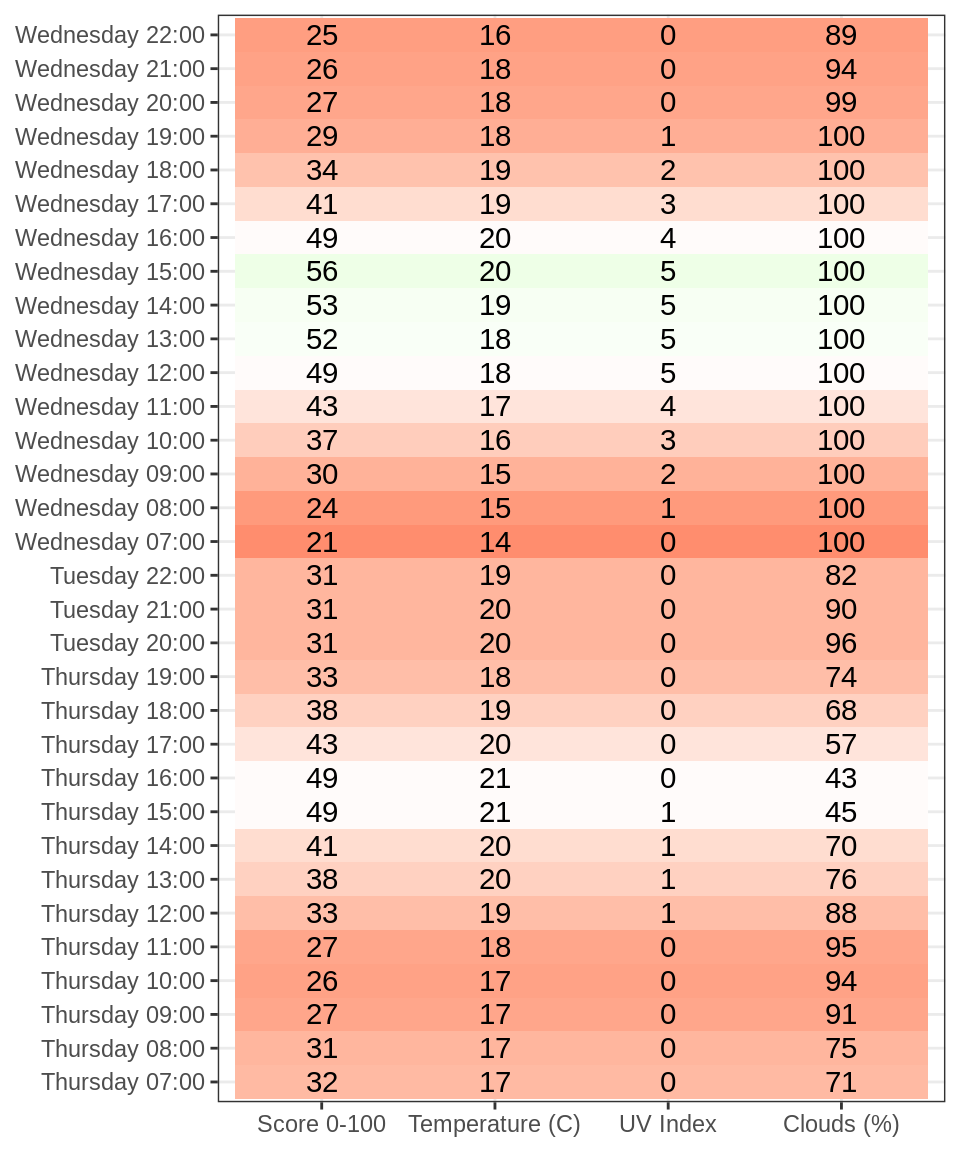 Wednesday 22:00 25 16 0 89
Wednesday 21:00 26 18 0 94
Wednesday 20:00 27 18 0 99
Wednesday 19:00 29 18 1 100
Wednesday 18:00 34 19 2 100
Wednesday 17:00 41 19 3 100
Wednesday 16:00 49 20 4 100
Wednesday 15:00 56 20 5 100
Wednesday 14:00 53 19 5 100
Wednesday 13:00 52 18 5 100
Wednesday 12:00 49 18 5 100
Wednesday 11:00 43 17 4 100
Wednesday 10:00 37 16 3 100
Wednesday 09:00 30 15 2 100
Wednesday 08:00 24 15 1 100
Wednesday 07:00 21 14 0 100
Tuesday 22:00 31 19 0 82
Tuesday 21:00 31 20 0 90
Tuesday 20:00 31 20 0 96
Thursday 19:00 33 18 0 74
Thursday 18:00 38 19 0 68
Thursday 17:00 43 20 0 57
Thursday 16:00 49 21 0 43
Thursday 15:00 49 21 1 45
Thursday 14:00 41 20 1 70
Thursday 13:00 38 20 1 76
Thursday 12:00 33 19 1 88
Thursday 11:00 27 18 0 95
Thursday 10:00 26 17 0 94
Thursday 09:00 27 17 0 91
Thursday 08:00 31 17 0 75
Thursday 07:00 32 17 0 71
Score 0-100 Temperature (C) UV Index Clouds (%)